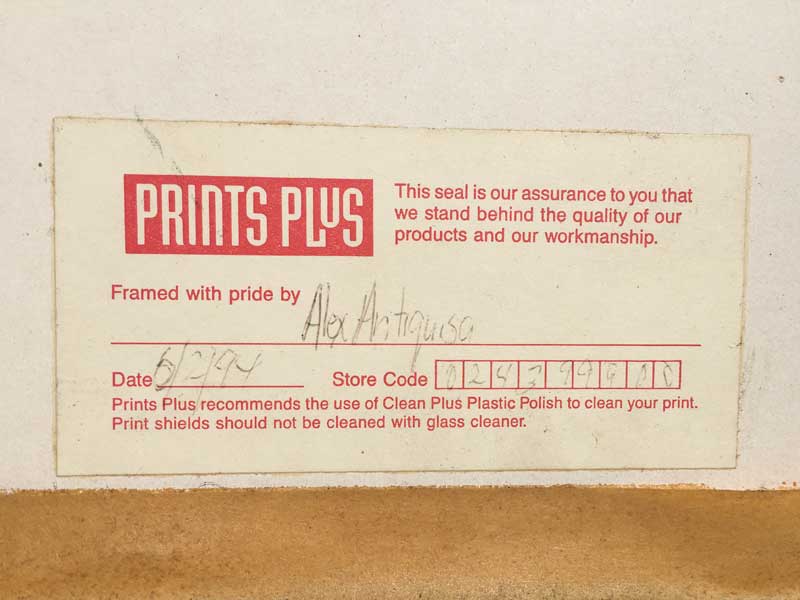 PRINTS PLUS
This seal is our assurance to you that
we stand behind the quality of our
products and our workmanship.
Framed with pride by Alex Antiquisa
Date 5/2/94 Store Code 024399900
Prints Plus recommends the use of Clean Plus Plastic Polish to clean your print.
Print shields should not be cleaned with glass cleaner.